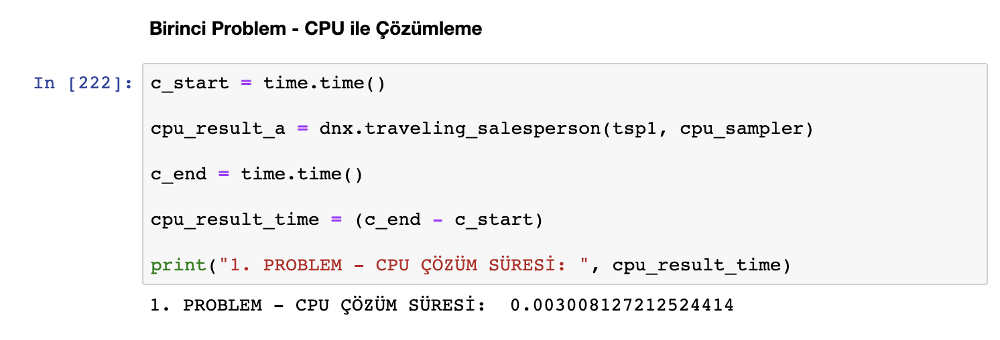 Birinci Problem - CPU ile Çözümleme
In [222]: c_start = time.time()
cpu_result_a = dnx.traveling_salesperson(tsp1, cpu_sampler)
c_end = time.time()
cpu_result_time = (c_end - c_start)
print("1. PROBLEM - CPU ÇÖZÜM SÜRESİ: ", cpu_result_time)
1. PROBLEM - CPU ÇÖZÜM SÜRESİ:  0.003008127212524414